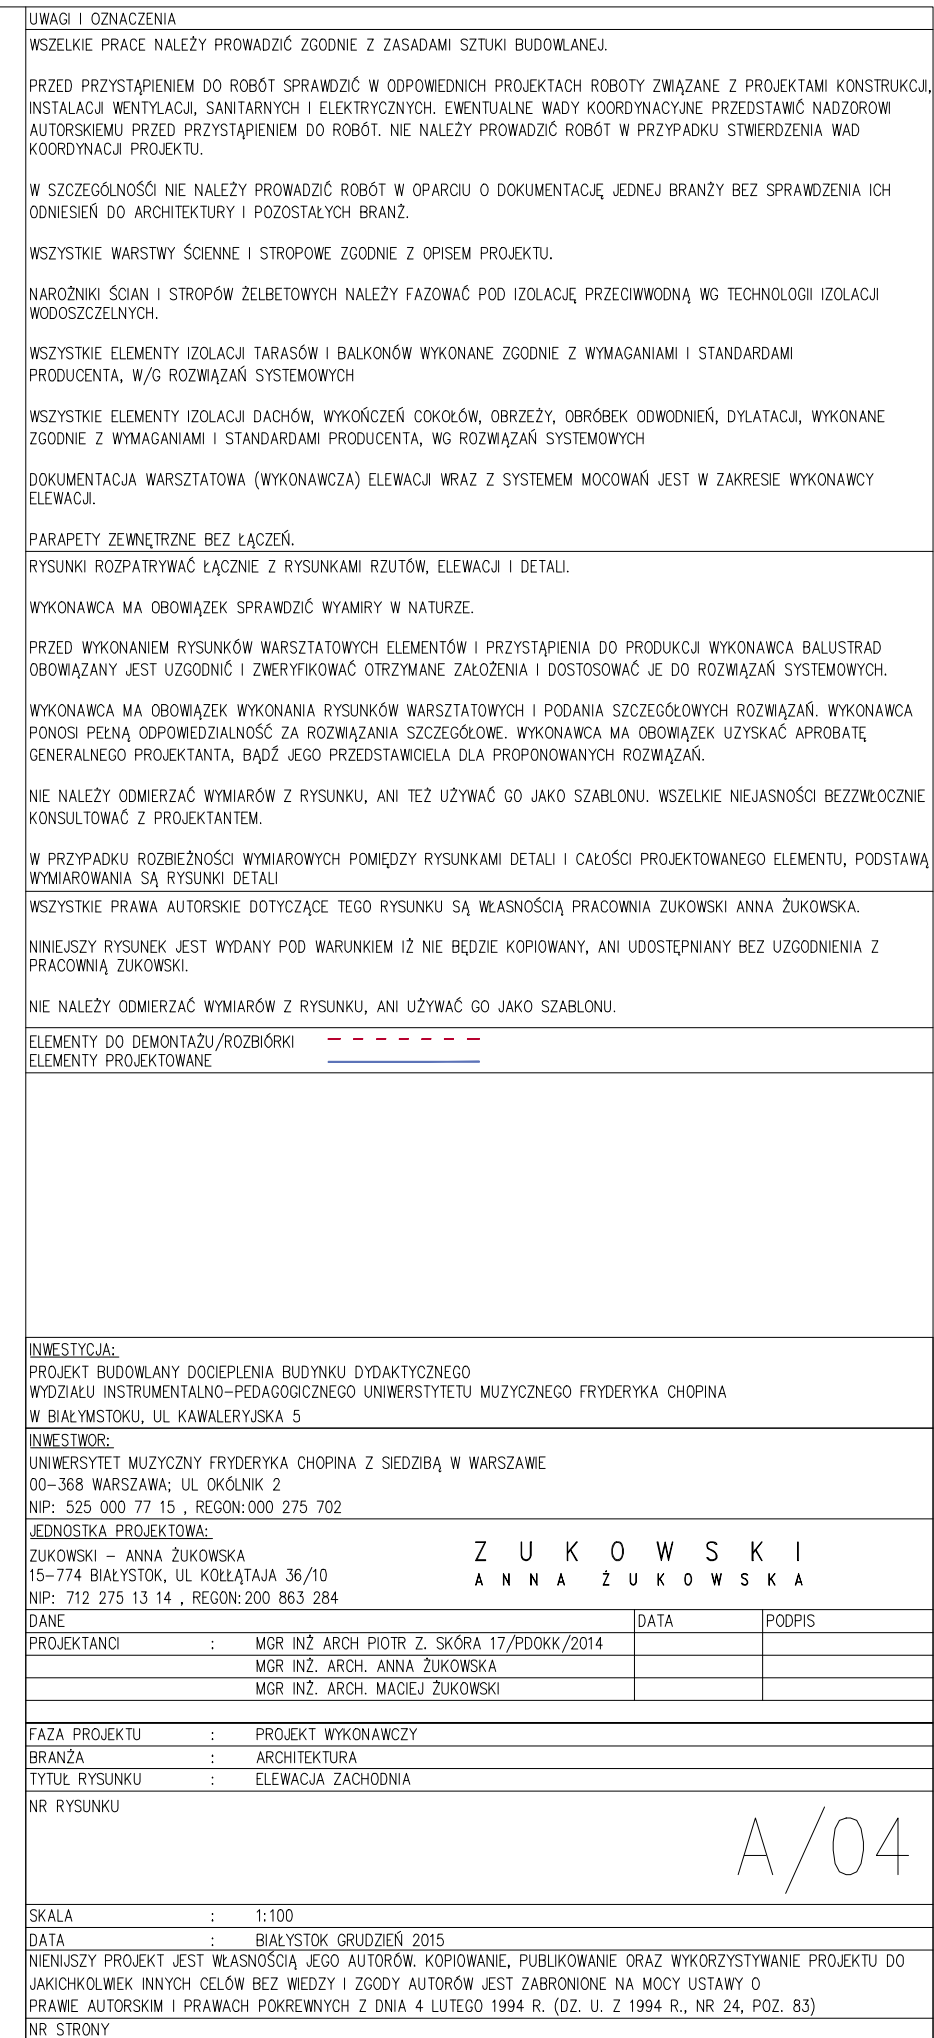 UWAGI I OZNACZENIA
WSZELKIE PRACE NALEŻY PROWADZIĆ ZGODNIE Z ZASADAMI SZTUKI BUDOWLANEJ.
PRZED PRZYSTĄPIENIEM DO ROBÓT SPRAWDZIĆ W ODPOWIEDNICH PROJEKTACH ROBOTY ZWIĄZANE Z PROJEKTAMI KONSTRUKCJI,
INSTALACJI WENTYLACJI, SANITARNYCH I ELEKTRYCZNYCH. EWENTUALNE WADY KOORDYNACYJNE PRZEDSTAWIĆ NADZOROWI
AUTORSKIEMU PRZED PRZYSTĄPIENIEM DO ROBÓT. NIE NALEŻY PROWADZIĆ ROBÓT W PRZYPADKU STWIERDZENIA WAD
KOORDYNACJI PROJEKTU.
W SZCZEGÓLNOŚĆI NIE NALEŻY PROWADZIĆ ROBÓT W OPARCIU O DOKUMENTACJĘ JEDNEJ BRANŻY BEZ SPRAWDZENIA ICH
ODNIESIEŃ DO ARCHITEKTURY I POZOSTAŁYCH BRANŻ.
WSZYSTKIE WARSTWY ŚCIENNE I STROPOWE ZGODNIE Z OPISEM PROJEKTU.
NAROŻNIKI ŚCIAN I STROPÓW ŻELBETOWYCH NALEŻY FAZOWAĆ POD IZOLACJĘ PRZECIWWODNĄ WG TECHNOLOGII IZOLACJI
WODOSZCZELNYCH.
WSZYSTKIE ELEMENTY IZOLACJI TARASÓW I BALKONÓW WYKONANE ZGODNIE Z WYMAGANIAMI I STANDARDAMI
PRODUCENTA, W/G ROZWIĄZAŃ SYSTEMOWYCH
WSZYSTKIE ELEMENTY IZOLACJI DACHÓW, WYKOŃCZEŃ COKOŁÓW, OBRZEŻY, OBRÓBEK ODWODNIEŃ, DYLATACJI, WYKONANE
ZGODNIE Z WYMAGANIAMI I STANDARDAMI PRODUCENTA, WG ROZWIĄZAŃ SYSTEMOWYCH
DOKUMENTACJA WARSZTATOWA (WYKONAWCZA) ELEWACJI WRAZ Z SYSTEMEM MOCOWAŃ JEST W ZAKRESIE WYKONAWCY
ELEWACJI.
PARAPETY ZEWNĘTRZNE BEZ ŁĄCZEŃ.
RYSUNKI ROZPATRYWAĆ ŁĄCZNIE Z RYSUNKAMI RZUTÓW, ELEWACJI I DETALI.
WYKONAWCA MA OBOWIĄZEK SPRAWDZIĆ WYAMIRY W NATURZE.
PRZED WYKONANIEM RYSUNKÓW WARSZTATOWYCH ELEMENTÓW I PRZYSTĄPIENIA DO PRODUKCJI WYKONAWCA BALUSTRAD
OBOWIĄZANY JEST UZGODNIĆ I ZWERYFIKOWAĆ OTRZYMANE ZAŁOŻENIA I DOSTOSOWAĆ JE DO ROZWIĄZAŃ SYSTEMOWYCH.
WYKONAWCA MA OBOWIĄZEK WYKONANIA RYSUNKÓW WARSZTATOWYCH I PODANIA SZCZEGÓŁOWYCH ROZWIĄZAŃ. WYKONAWCA
PONOSI PEŁNĄ ODPOWIEDZIALNOŚĆ ZA ROZWIĄZANIA SZCZEGÓŁOWE. WYKONAWCA MA OBOWIĄZEK UZYSKAĆ APROBATĘ
GENERALNEGO PROJEKTANTA, BĄDŹ JEGO PRZEDSTAWICIELA DLA PROPONOWANYCH ROZWIĄZAŃ.
NIE NALEŻY ODMIERZAĆ WYMIARÓW Z RYSUNKU, ANI TEŻ UŻYWAĆ GO JAKO SZABLONU. WSZELKIE NIEJASNOŚCI BEZZWŁOCZNIE
KONSULTOWAĆ Z PROJEKTANTEM.
W PRZYPADKU ROZBIEŻNOŚCI WYMIAROWYCH POMIĘDZY RYSUNKAMI DETALI I CAŁOŚCI PROJEKTOWANEGO ELEMENTU, PODSTAWĄ
WYMIAROWANIA SĄ RYSUNKI DETALI
WSZYSTKIE PRAWA AUTORSKIE DOTYCZĄCE TEGO RYSUNKU SĄ WŁASNOŚCIĄ PRACOWNIA ZUKOWSKI ANNA ŻUKOWSKA.
NINIEJSZY RYSUNEK JEST WYDANY POD WARUNKIEM IŻ NIE BĘDZIE KOPIOWANY, ANI UDOSTĘPNIANY BEZ UZGODNIENIA Z
PRACOWNIĄ ZUKOWSKI.
NIE NALEŻY ODMIERZAĆ WYMIARÓW Z RYSUNKU, ANI UŻYWAĆ GO JAKO SZABLONU.
ELEMENTY DO DEMONTAŻU/ROZBIÓRKI
ELEMENTY PROJEKTOWANE
INWESTYCJA:
PROJEKT BUDOWLANY DOCIEPLENIA BUDYNKU DYDAKTYCZNEGO
WYDZIAŁU INSTRUMENTALNO-PEDAGOGICZNEGO UNIWERSTYTETU MUZYCZNEGO FRYDERYKA CHOPINA
W BIAŁYMSTOKU, UL KAWALERYJSKA 5
INWESTWOR:
UNIWERSYTET MUZYCZNY FRYDERYKA CHOPINA Z SIEDZIBĄ W WARSZAWIE
00-368 WARSZAWA; UL OKÓLNIK 2
NIP: 525 000 77 15 , REGON: 000 275 702
JEDNOSTKA PROJEKTOWA:
ZUKOWSKI - ANNA ŻUKOWSKA
15-774 BIAŁYSTOK, UL KOŁŁĄTAJA 36/10
NIP: 712 275 13 14 , REGON: 200 863 284
Z U K O W S K I
A N N A Ż U K O W S K A
DANE DATA PODPIS
PROJEKTANCI : MGR INŻ ARCH PIOTR Z. SKÓRA 17/PDOKK/2014
MGR INŻ. ARCH. ANNA ŻUKOWSKA
MGR INŻ. ARCH. MACIEJ ŻUKOWSKI
FAZA PROJEKTU : PROJEKT WYKONAWCZY
BRANŻA : ARCHITEKTURA
TYTUŁ RYSUNKU : ELEWACJA ZACHODNIA
NR RYSUNKU
A/04
SKALA : 1:100
DATA : BIAŁYSTOK GRUDZIEŃ 2015
NIENIJSZY PROJEKT JEST WŁASNOŚCIĄ JEGO AUTORÓW. KOPIOWANIE, PUBLIKOWANIE ORAZ WYKORZYSTYWANIE PROJEKTU DO
JAKICHKOLWIEK INNYCH CELÓW BEZ WIEDZY I ZGODY AUTORÓW JEST ZABRONIONE NA MOCY USTAWY O
PRAWIE AUTORSKIM I PRAWACH POKREWNYCH Z DNIA 4 LUTEGO 1994 R. (DZ. U. Z 1994 R., NR 24, POZ. 83)
NR STRONY